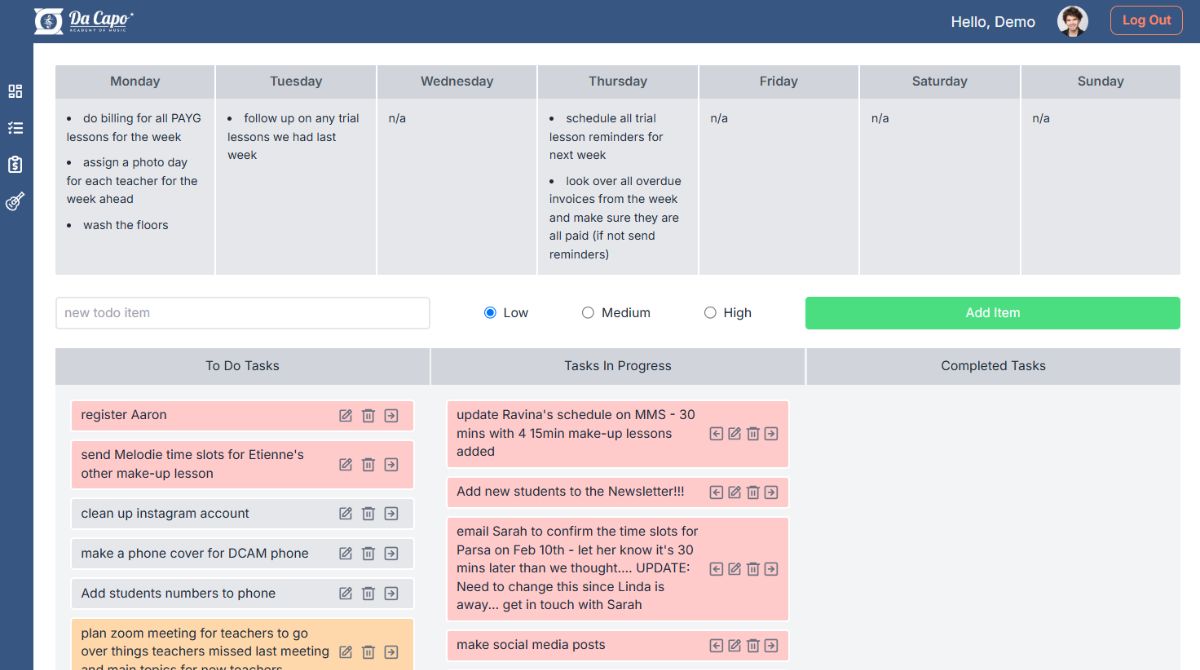 Da Capo
ACADEMY OF MUSIC
Hello, Demo
Log Out
Monday
Tuesday
Wednesday
Thursday
Friday
Saturday
Sunday
• do billing for all PAYG
lessons for the week
• assign a photo day
for each teacher for the
week ahead
• wash the floors
• follow up on any trial
lessons we had last
week
n/a
• schedule all trial
lesson reminders for
next week
• look over all overdue
invoices from the week
and make sure they are
all paid (if not send
reminders)
n/a
n/a
n/a
new todo item
Low
Medium
High
Add Item
To Do Tasks
Tasks In Progress
Completed Tasks
register Aaron
send Melodie time slots for Etienne's
other make-up lesson
clean up instagram account
make a phone cover for DCAM phone
Add students numbers to phone
plan zoom meeting for teachers to go
over things teachers missed last meeting
and main topics for new teachers
update Ravina's schedule on MMS - 30
mins with 4 15min make-up lessons
added
Add new students to the Newsletter!!!
email Sarah to confirm the time slots for
Parsa on Feb 10th - let her know it's 30
mins later than we thought.... UPDATE:
Need to change this since Linda is
away... get in touch with Sarah
make social media posts